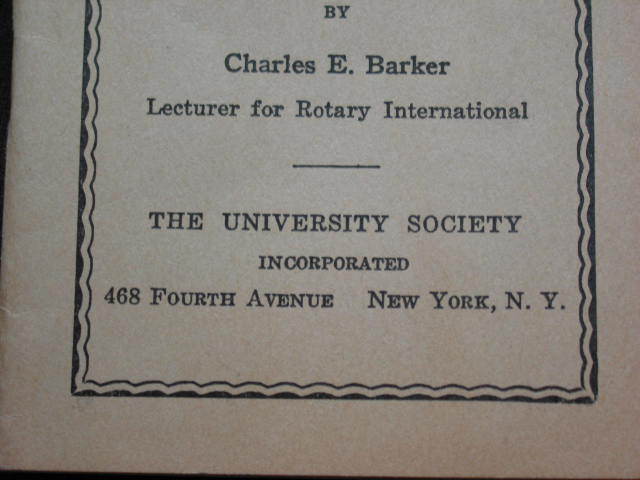 BY
Charles E. Barker
Lecturer for Rotary International
THE UNIVERSITY SOCIETY
INCORPORATED
468 FOURTH AVENUE NEW YORK, N. Y.